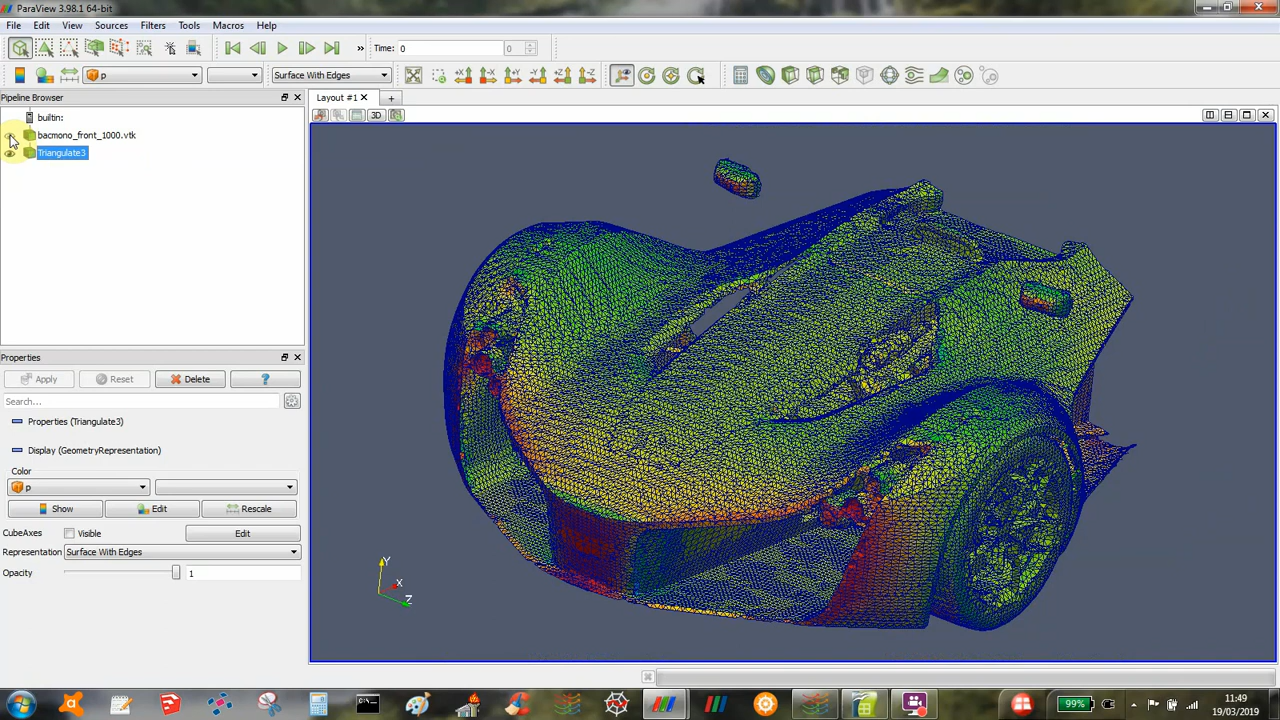 ParaView 3.98.1 64-bit
File Edit View Sources Filters Tools Macros Help
Time: 0 0
p Surface With Edges
Pipeline Browser
Layout #1
3D
builtin:
bacmono_front_1000.vtk
Triangulate3
Properties
Apply Reset Delete ?
Search...
Properties (Triangulate3)
Display (GeometryRepresentation)
Color
p
Show Edit Rescale
CubeAxes Visible Edit
Representation Surface With Edges
Opacity 1
Y
X
Z
99%
11:49
19/03/2019